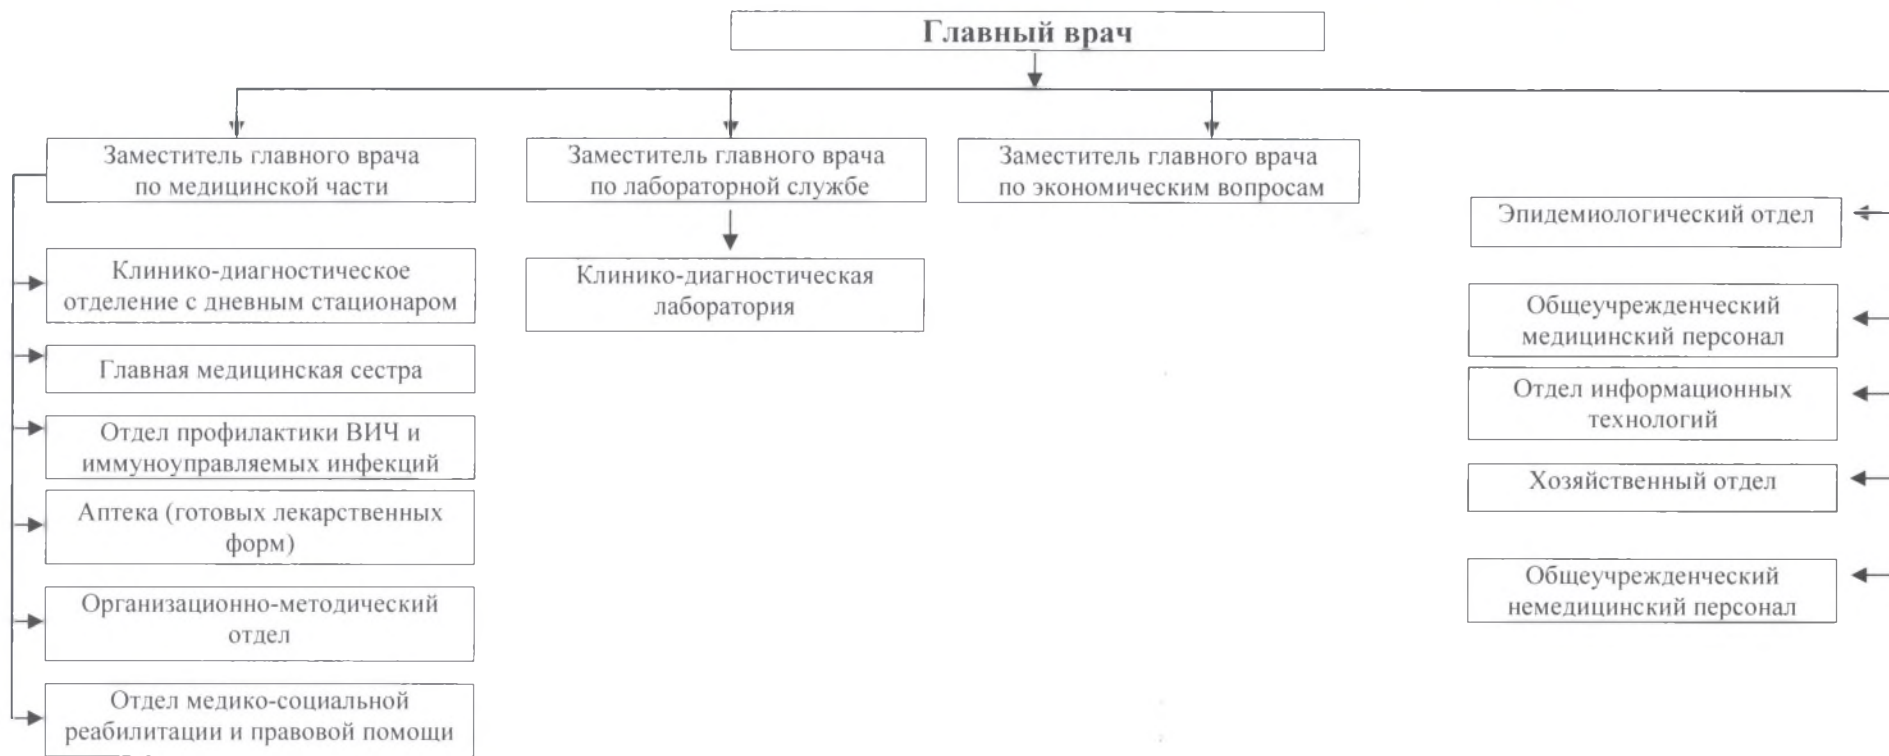 Главный врач
Заместитель главного врача
по медицинской части
Заместитель главного врача
по лабораторной службе
Заместитель главного врача
по экономическим вопросам
Клинико-диагностическое
отделение с дневным стационаром
Главная медицинская сестра
Отдел профилактики ВИЧ и
иммуноуправляемых инфекций
Аптека (готовых лекарственных
форм)
Организационно-методический
отдел
Отдел медико-социальной
реабилитации и правовой помощи
Клинико-диагностическая
лаборатория
Эпидемиологический отдел
Общеучрежденческий
медицинский персонал
Отдел информационных
технологий
Хозяйственный отдел
Общеучрежденческий
немедицинский персонал